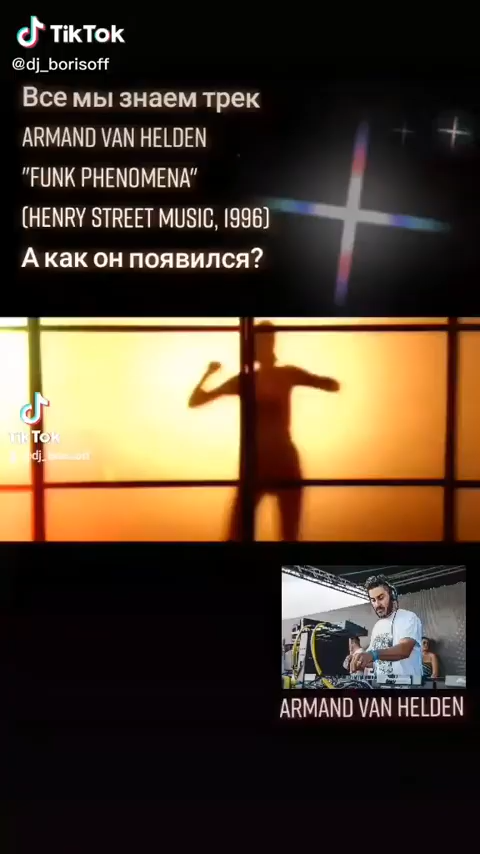 TikTok
@dj_borisoff
Все мы знаем трек
ARMAND VAN HELDEN
"FUNK PHENOMENA"
(HENRY STREET MUSIC, 1996)
А как он появился?
TikTok
ARMAND VAN HELDEN